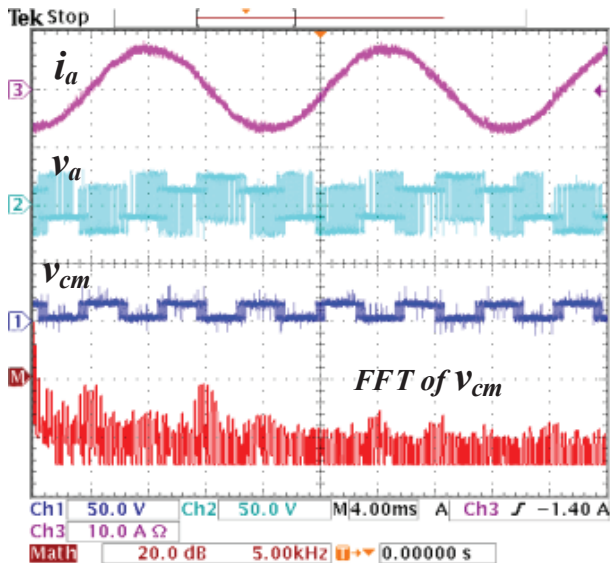 Tek Stop
i_a
3
v_a
2
v_cm
1
M
FFT of v_cm
Ch1 50.0 V Ch2 50.0 V M 4.00ms A Ch3 ∫ −1.40 A
Ch3 10.0 A Ω
Math 20.0 dB 5.00kHz T→▾ 0.00000 s